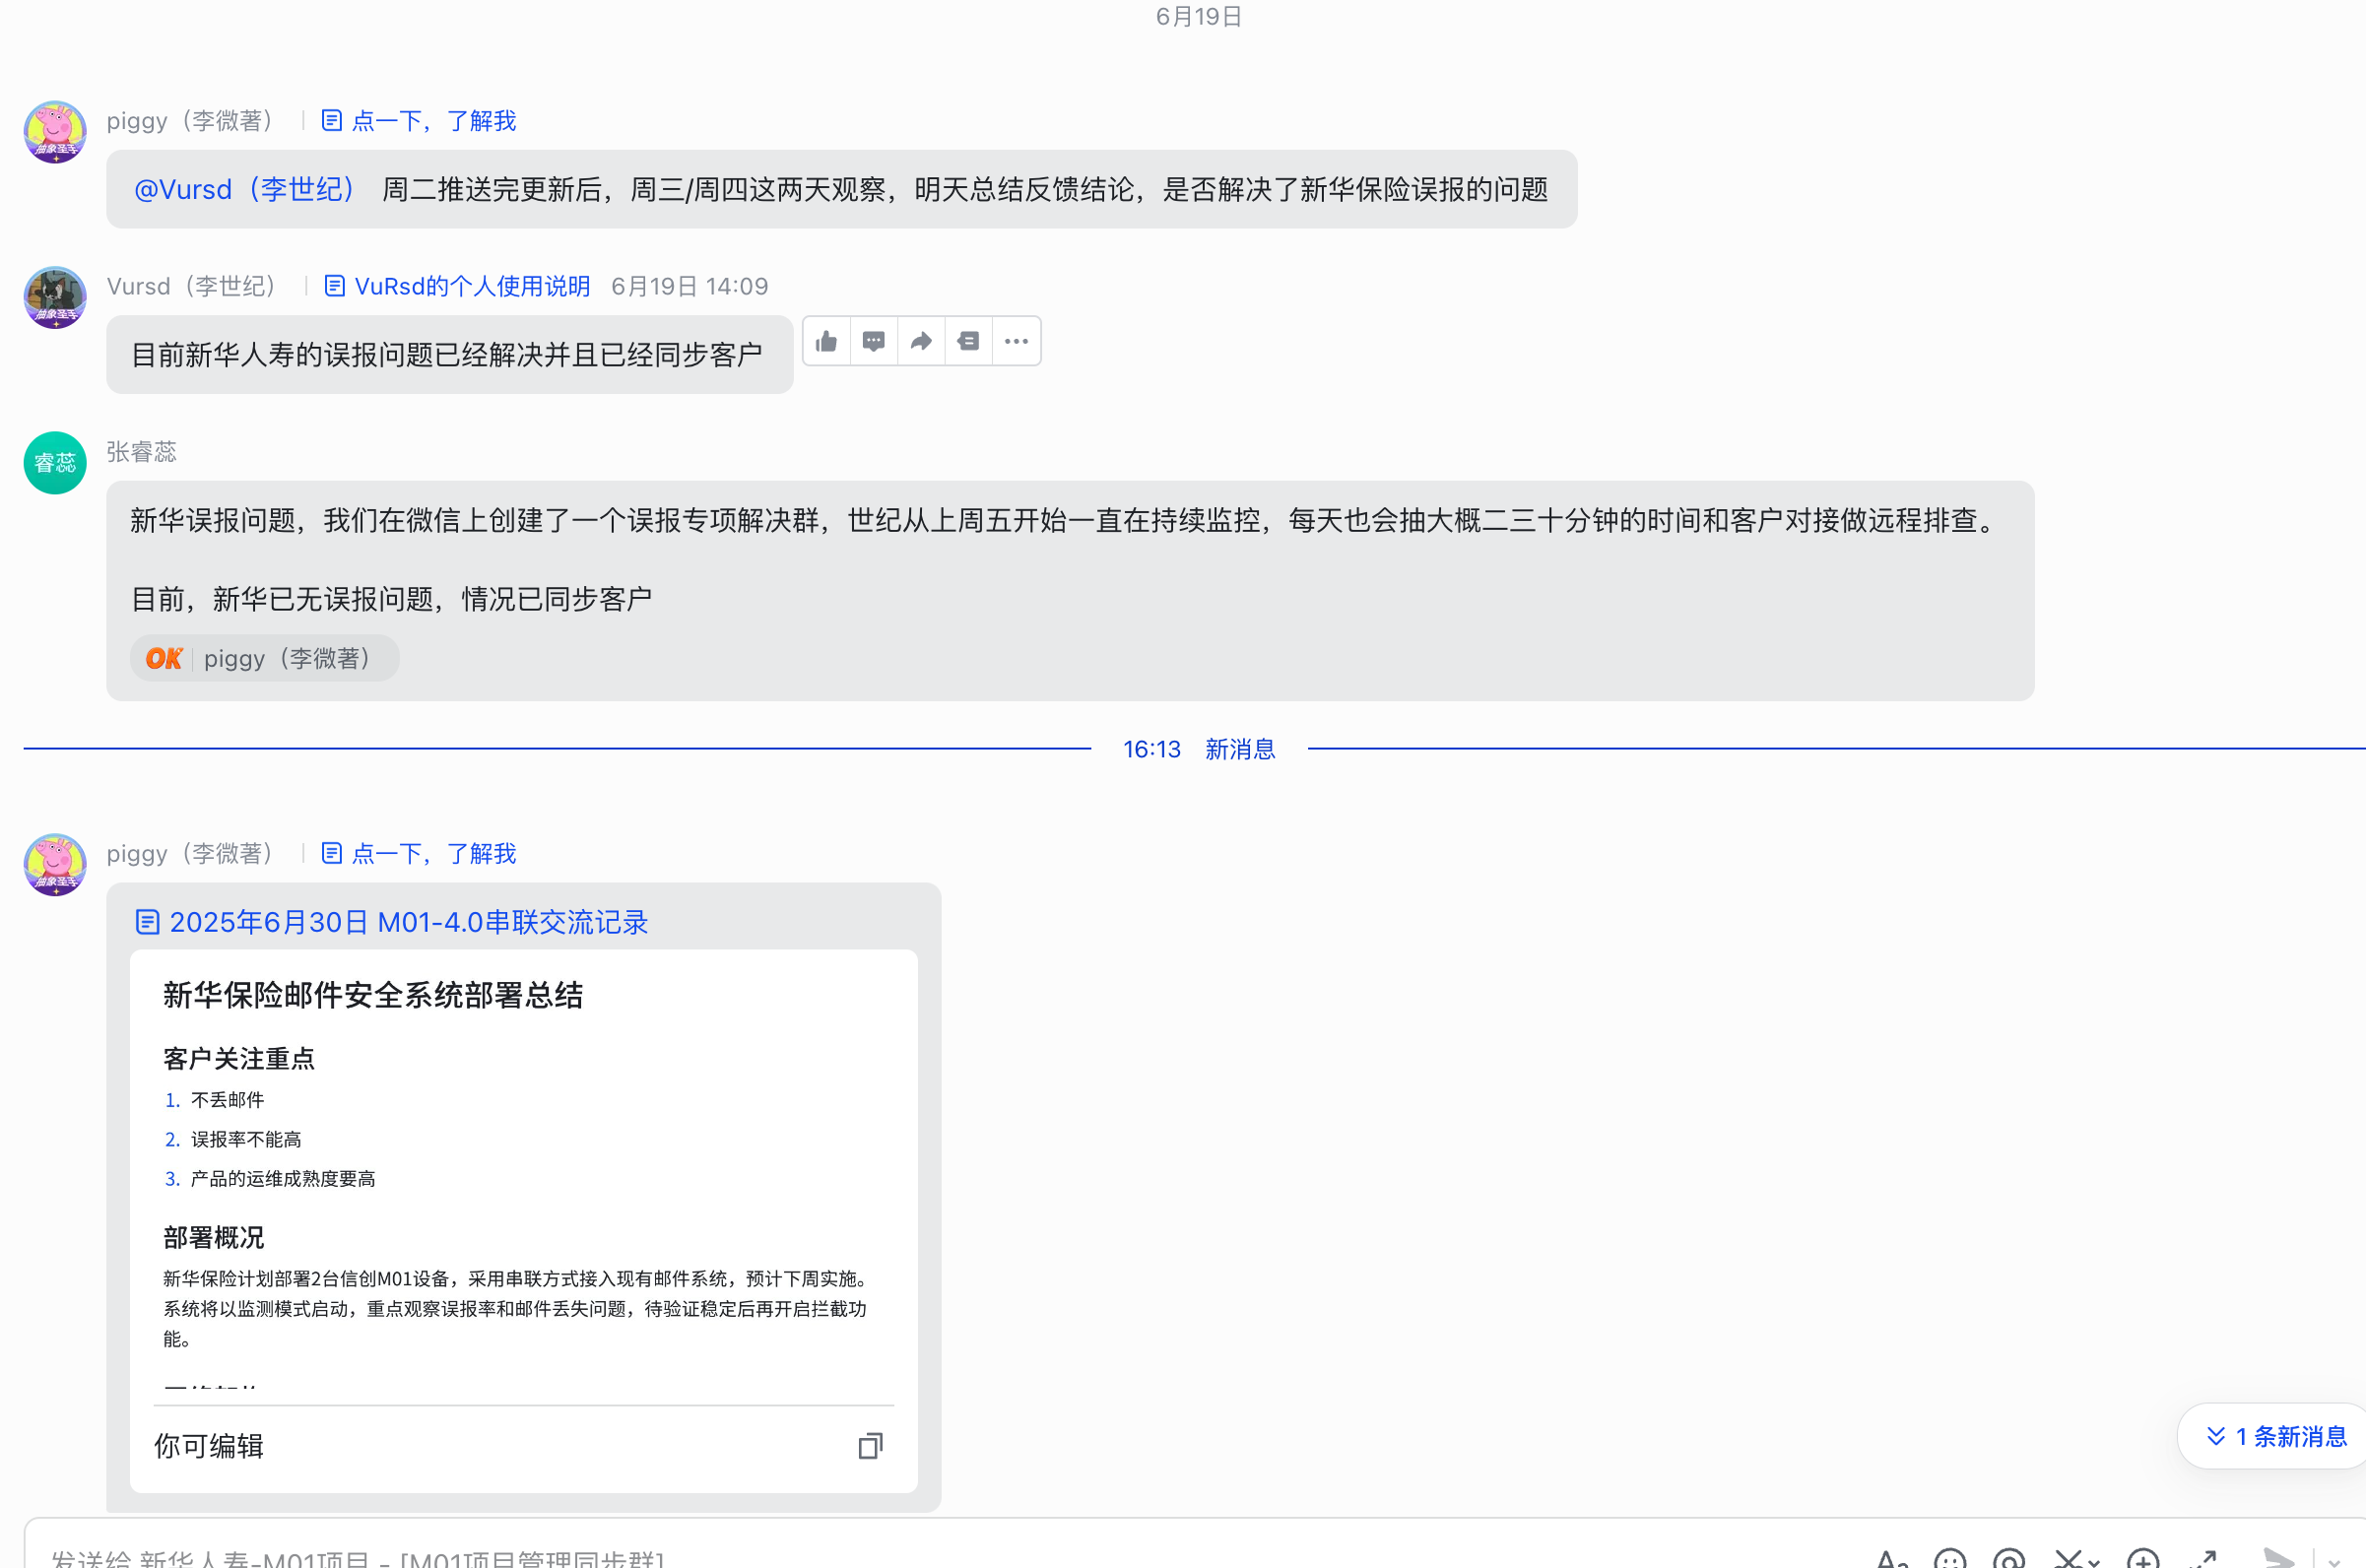 6月19日
piggy（李微著） | 点一下，了解我
抽象圣手
@Vursd（李世纪） 周二推送完更新后，周三/周四这两天观察，明天总结反馈结论，是否解决了新华保险误报的问题
Vursd（李世纪） | VuRsd的个人使用说明 6月19日 14:09
抽象圣手
目前新华人寿的误报问题已经解决并且已经同步客户
张睿蕊
睿蕊
新华误报问题，我们在微信上创建了一个误报专项解决群，世纪从上周五开始一直在持续监控，每天也会抽大概二三十分钟的时间和客户对接做远程排查。
目前，新华已无误报问题，情况已同步客户
OK | piggy（李微著）
16:13 新消息
piggy（李微著） | 点一下，了解我
抽象圣手
2025年6月30日 M01-4.0串联交流记录
新华保险邮件安全系统部署总结
客户关注重点
1. 不丢邮件
2. 误报率不能高
3. 产品的运维成熟度要高
部署概况
新华保险计划部署2台信创M01设备，采用串联方式接入现有邮件系统，预计下周实施。
系统将以监测模式启动，重点观察误报率和邮件丢失问题，待验证稳定后再开启拦截功
能。
你可编辑
1 条新消息
发送给 新华人寿-M01项目 - [M01项目管理同步群]